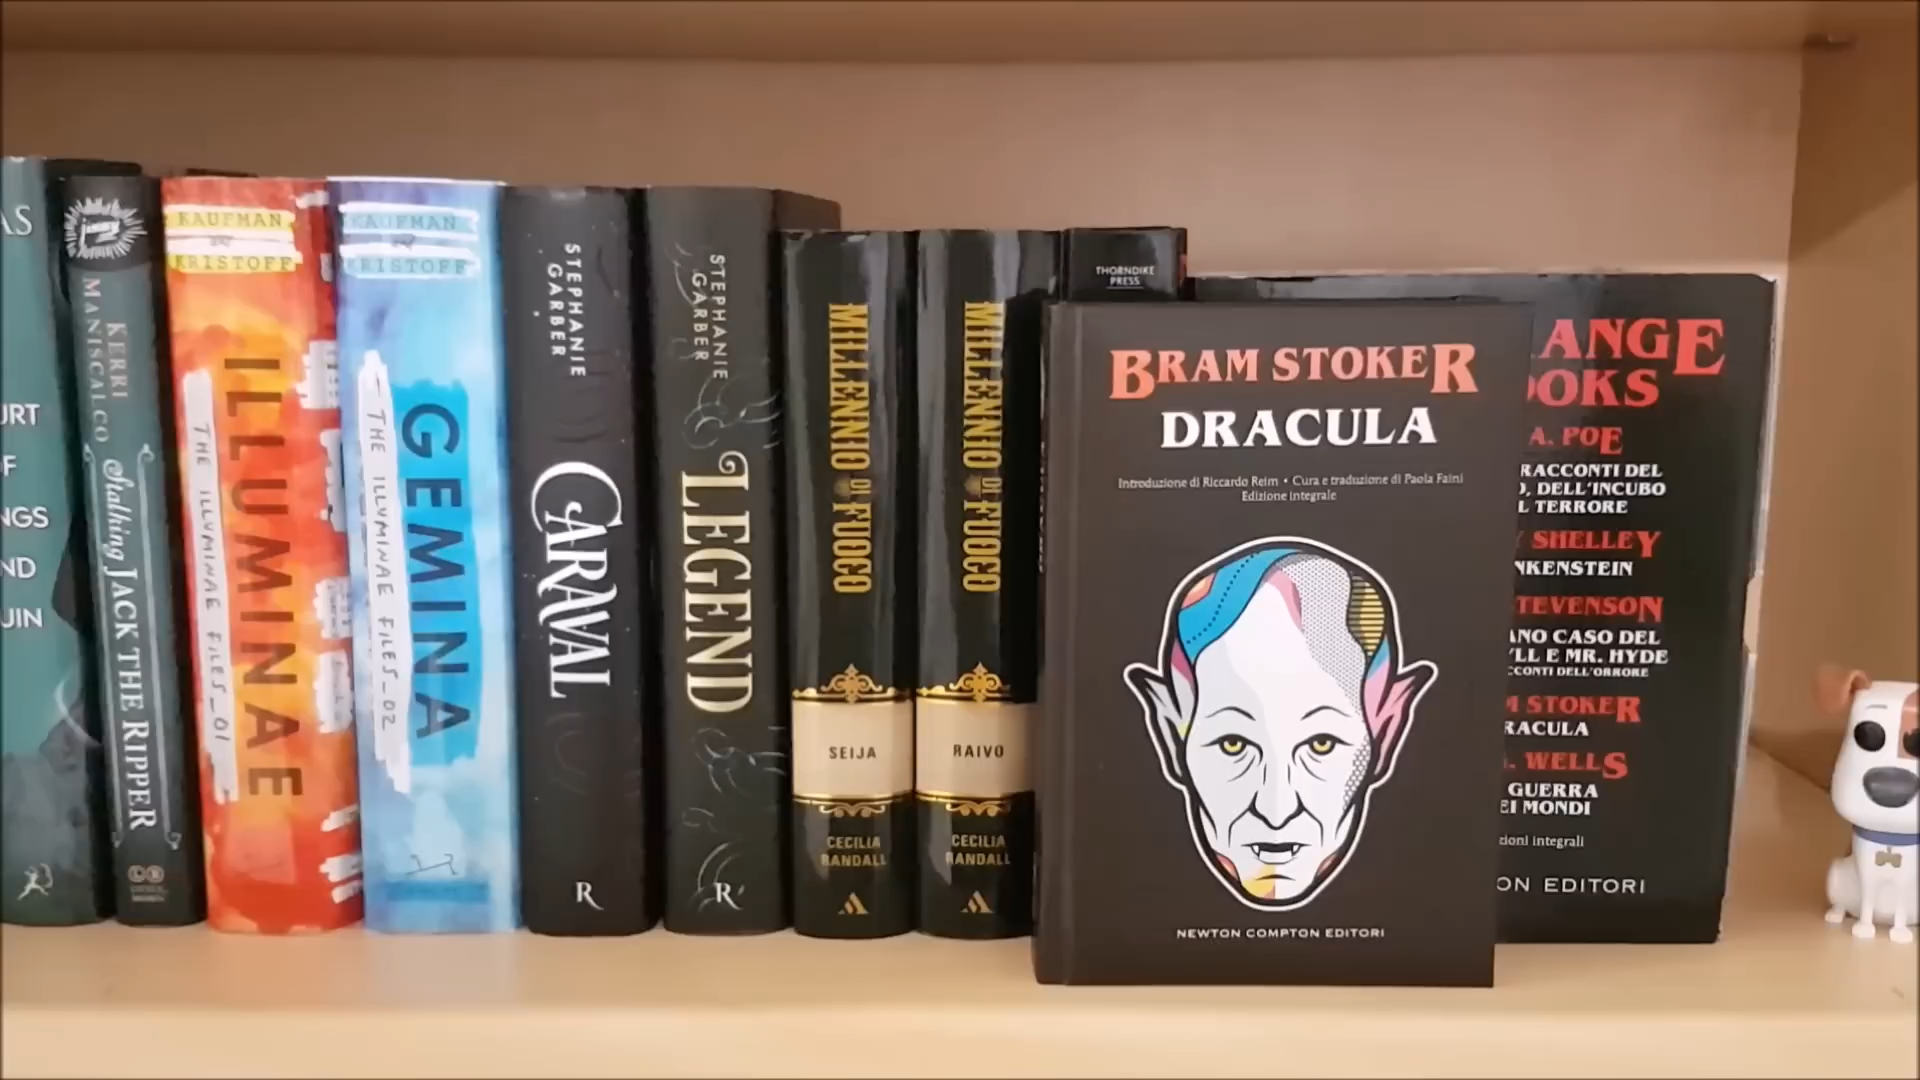 AS
URT
F
NGS
ND
UIN
KERRI
MANISCALCO
Stalking JACK THE RIPPER
KAUFMAN
KRISTOFF
ILLUMINAE
THE ILLUMINAE FILES_01
KAUFMAN
KRISTOFF
GEMINA
THE ILLUMINAE FILES_02
STEPHANIE
GARBER
CARAVAL
R
STEPHANIE
GARBER
LEGEND
R
MILLENNIO DI FUOCO
SEIJA
CECILIA
RANDALL
MILLENNIO DI FUOCO
RAIVO
CECILIA
RANDALL
THORNDIKE
PRESS
BRAM STOKER
DRACULA
Introduzione di Riccardo Reim • Cura e traduzione di Paola Faini
Edizione integrale
NEWTON COMPTON EDITORI
ANGE
OOKS
A. POE
RACCONTI DEL
O, DELL'INCUBO
L TERRORE
Y SHELLEY
NKENSTEIN
STEVENSON
ANO CASO DEL
YLL E MR. HYDE
CCONTI DELL'ORRORE
M STOKER
RACULA
. WELLS
GUERRA
EI MONDI
zioni integrali
ON EDITORI